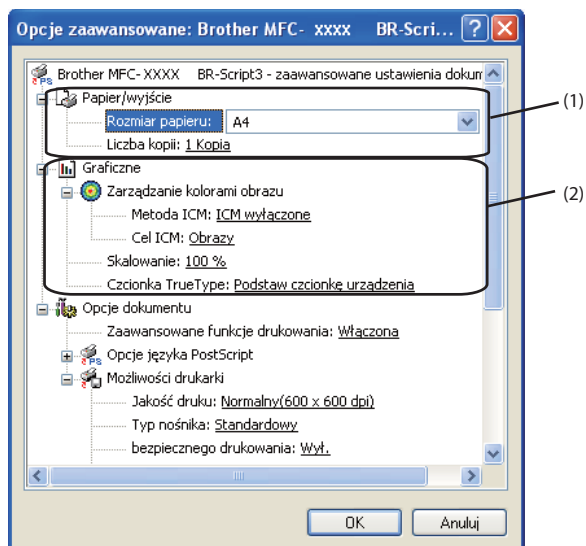 Opcje zaawansowane: Brother MFC- xxxx BR-Scri...
Brother MFC-XXXX BR-Script3 - zaawansowane ustawienia dokum
Papier/wyjście
Rozmiar papieru: A4
Liczba kopii: 1 Kopia
(1)
Graficzne
(2)
Zarządzanie kolorami obrazu
Metoda ICM: ICM wyłączone
Cel ICM: Obrazy
Skalowanie: 100 %
Czcionka TrueType: Podstaw czcionkę urządzenia
Opcje dokumentu
Zaawansowane funkcje drukowania: Włączona
PS Opcje języka PostScript
Możliwości drukarki
Jakość druku: Normalny(600 x 600 dpi)
Typ nośnika: Standardowy
bezpiecznego drukowania: Wył.
OK Anuluj